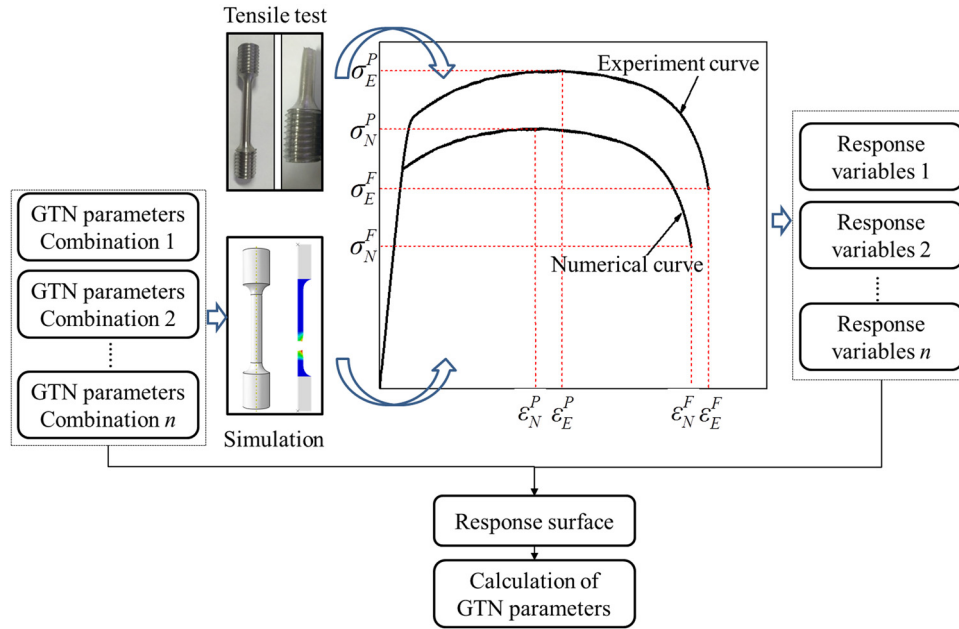 Tensile test
σ_E^P
σ_N^P
σ_E^F
σ_N^F
Experiment curve
Numerical curve
ε_N^P
ε_E^P
ε_N^F
ε_E^F
GTN parameters
Combination 1
GTN parameters
Combination 2
......
GTN parameters
Combination n
Simulation
Response
variables 1
Response
variables 2
......
Response
variables n
Response surface
Calculation of
GTN parameters